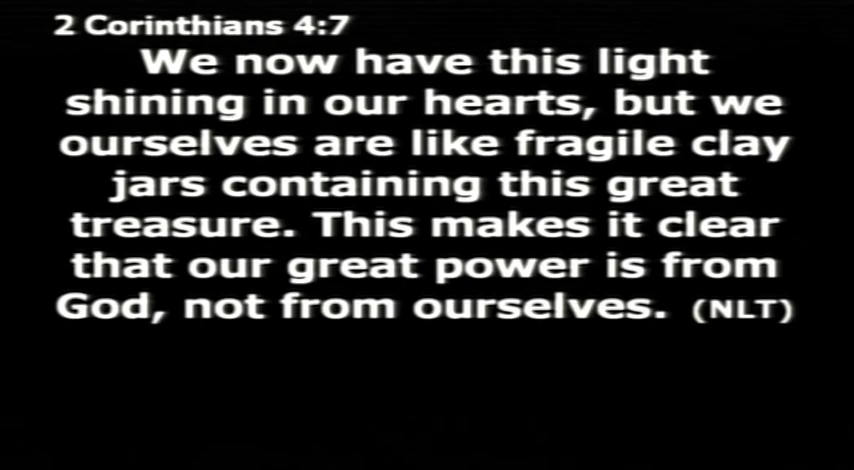 2 Corinthians 4:7
We now have this light
shining in our hearts, but we
ourselves are like fragile clay
jars containing this great
treasure. This makes it clear
that our great power is from
God, not from ourselves. (NLT)